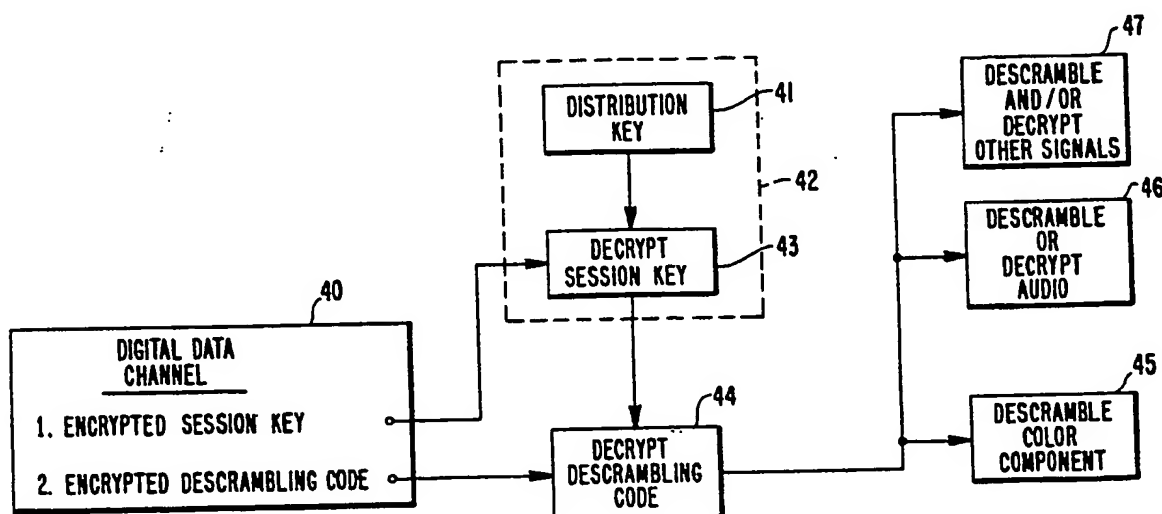 47
DESCRAMBLE
AND/OR
DECRYPT
OTHER SIGNALS
41
DISTRIBUTION
KEY
42
46
DESCRAMBLE
OR
DECRYPT
AUDIO
43
DECRYPT
SESSION KEY
40
DIGITAL DATA
CHANNEL
1. ENCRYPTED SESSION KEY
2. ENCRYPTED DESCRAMBLING CODE
44
DECRYPT
DESCRAMBLING
CODE
45
DESCRAMBLE
COLOR
COMPONENT